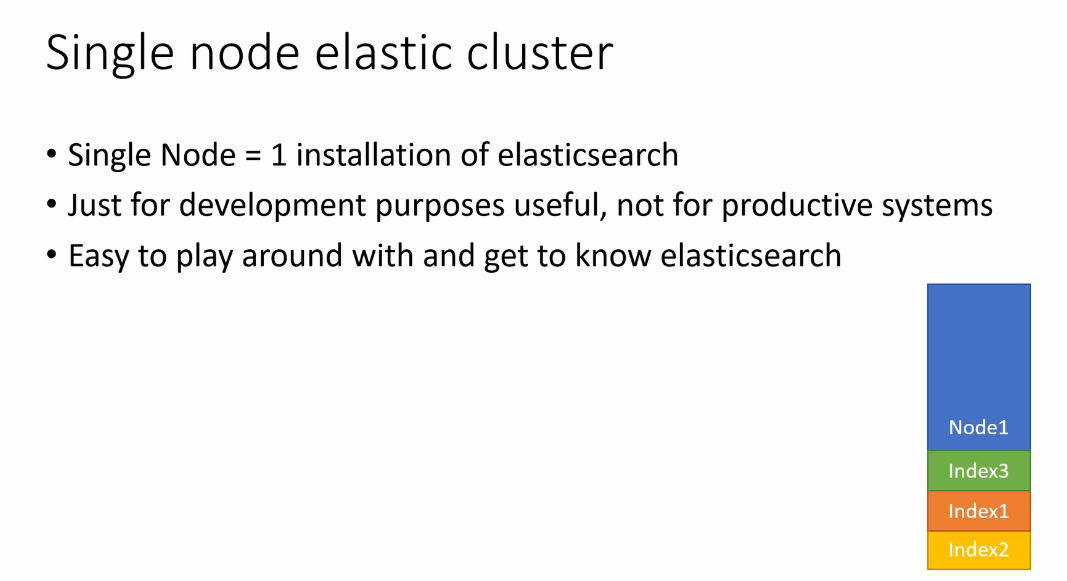 Single node elastic cluster
• Single Node = 1 installation of elasticsearch
• Just for development purposes useful, not for productive systems
• Easy to play around with and get to know elasticsearch
Node1
Index3
Index1
Index2